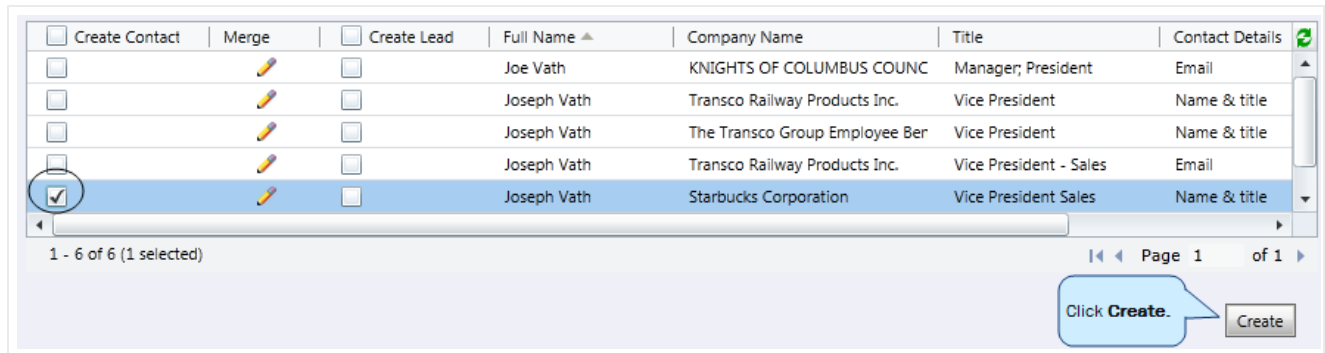 Create Contact Merge Create Lead Full Name Company Name Title Contact Details
Joe Vath KNIGHTS OF COLUMBUS COUNC Manager; President Email
Joseph Vath Transco Railway Products Inc. Vice President Name & title
Joseph Vath The Transco Group Employee Ber Vice President Name & title
Joseph Vath Transco Railway Products Inc. Vice President - Sales Email
Joseph Vath Starbucks Corporation Vice President Sales Name & title
1 - 6 of 6 (1 selected) Page 1 of 1
Click Create.
Create